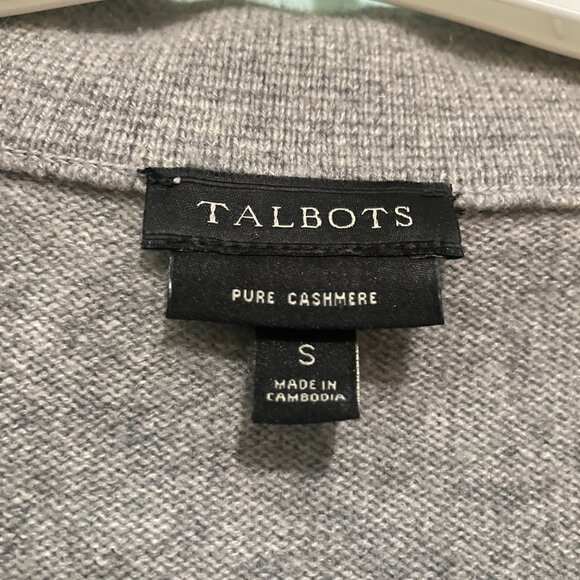 TALBOTS
PURE CASHMERE
S
MADE IN
CAMBODIA